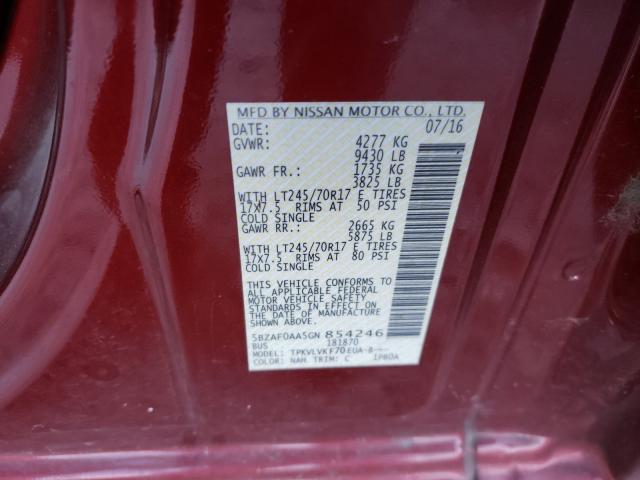 MFD BY NISSAN MOTOR CO., LTD.
DATE: 07/16
GVWR: 4277 KG
9430 LB
GAWR FR.: 1735 KG
3825 LB
WITH LT245/70R17 E TIRES
17X7.5 RIMS AT 50 PSI
COLD SINGLE
GAWR RR.: 2665 KG
5875 LB
WITH LT245/70R17 E TIRES
17X7.5 RIMS AT 80 PSI
COLD SINGLE
THIS VEHICLE CONFORMS TO
ALL APPLICABLE FEDERAL
MOTOR VEHICLE SAFETY
STANDARDS IN EFFECT ON
THE DATE OF MANUFACTURE
SHOWN ABOVE.
5BZAF0AA5GN854246
BUS 181870
MODEL: TPKVLVKF70EUA-B----
COLOR: NAH TRIM: C 1P80A